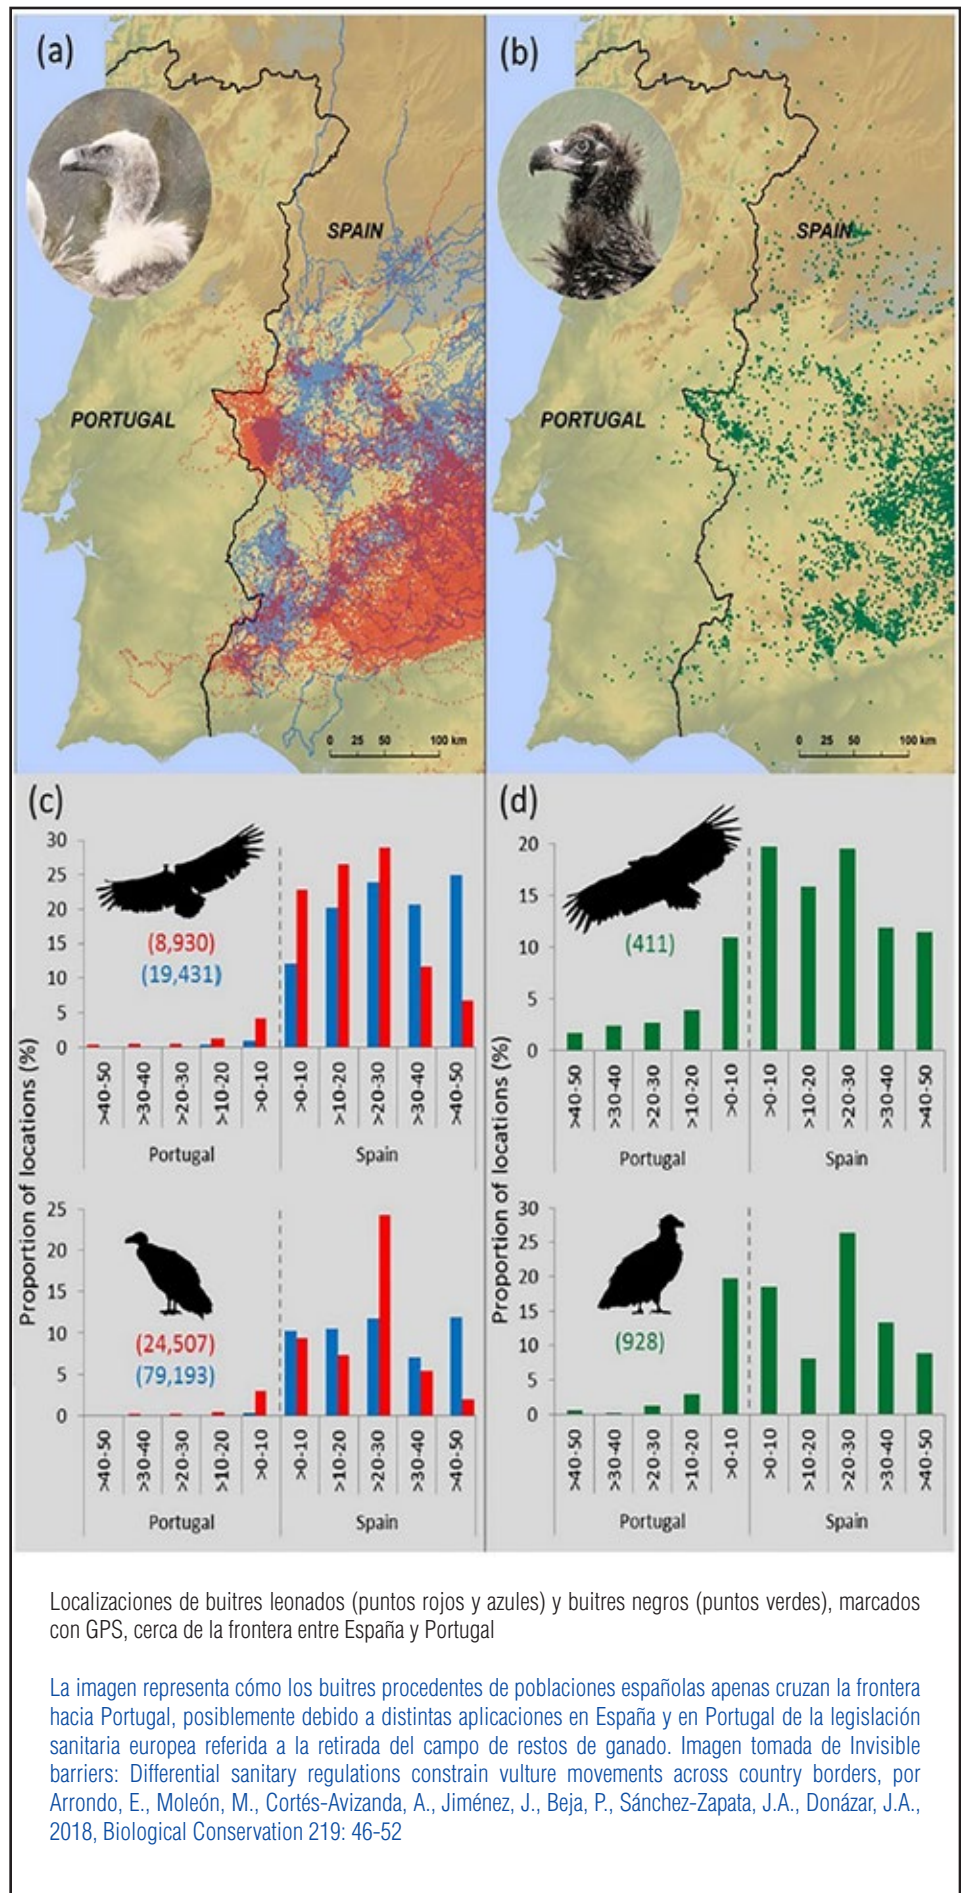 (a)
SPAIN
PORTUGAL
0 25 50 100 km
(b)
SPAIN
PORTUGAL
0 25 50 100 km
(c)
Proportion of locations (%)
30
25
20
15
10
5
0
(8,930)
(19,431)
>40-50 >30-40 >20-30 >10-20 >0-10 >0-10 >10-20 >20-30 >30-40 >40-50
Portugal Spain
25
20
15
10
5
0
(24,507)
(79,193)
>40-50 >30-40 >20-30 >10-20 >0-10 >0-10 >10-20 >20-30 >30-40 >40-50
Portugal Spain
(d)
Proportion of locations (%)
20
15
10
5
0
(411)
>40-50 >30-40 >20-30 >10-20 >0-10 >0-10 >10-20 >20-30 >30-40 >40-50
Portugal Spain
30
25
20
15
10
5
0
(928)
>40-50 >30-40 >20-30 >10-20 >0-10 >0-10 >10-20 >20-30 >30-40 >40-50
Portugal Spain
Localizaciones de buitres leonados (puntos rojos y azules) y buitres negros (puntos verdes), marcados
con GPS, cerca de la frontera entre España y Portugal
La imagen representa cómo los buitres procedentes de poblaciones españolas apenas cruzan la frontera
hacia Portugal, posiblemente debido a distintas aplicaciones en España y en Portugal de la legislación
sanitaria europea referida a la retirada del campo de restos de ganado. Imagen tomada de Invisible
barriers: Differential sanitary regulations constrain vulture movements across country borders, por
Arrondo, E., Moleón, M., Cortés-Avizanda, A., Jiménez, J., Beja, P., Sánchez-Zapata, J.A., Donázar, J.A.,
2018, Biological Conservation 219: 46-52